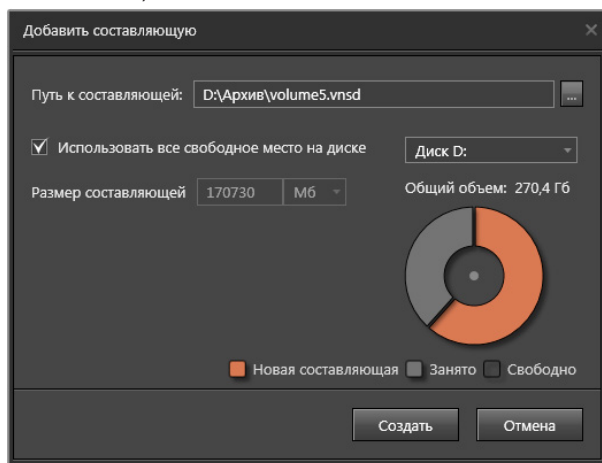 Добавить составляющую
Путь к составляющей: D:\Архив\volume5.vnsd ...
Использовать все свободное место на диске Диск D:
Размер составляющей 170730 Мб Общий объем: 270,4 Гб
Новая составляющая Занято Свободно
Создать Отмена